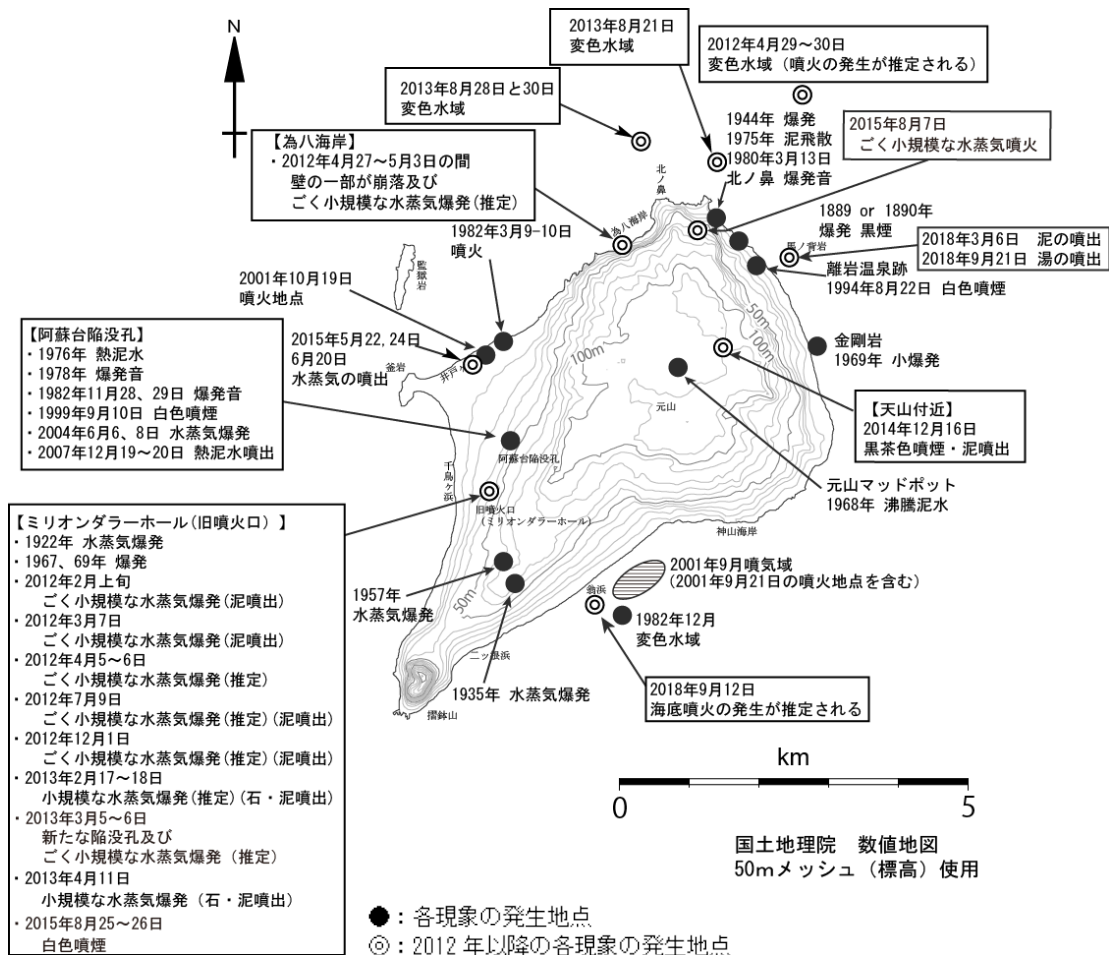 N
2013年8月21日
変色水域
2012年4月29～30日
変色水域（噴火の発生が推定される）
2013年8月28日と30日
変色水域
1944年 爆発
1975年 泥飛散
1980年3月13日
北ノ鼻 爆発音
2015年8月7日
ごく小規模な水蒸気噴火
【為八海岸】
・2012年4月27～5月3日の間
壁の一部が崩落及び
ごく小規模な水蒸気爆発(推定)
北ノ鼻
為八海岸
1889 or 1890年
爆発 黒煙
馬ノ背岩
2018年3月6日 泥の噴出
2018年9月21日 湯の噴出
離岩温泉跡
1994年8月22日 白色噴煙
1982年3月9-10日
噴火
監獄岩
2001年10月19日
噴火地点
50m
100m
100m
金剛岩
1969年 小爆発
【阿蘇台陥没孔】
・1976年 熱泥水
・1978年 爆発音
・1982年11月28、29日 爆発音
・1999年9月10日 白色噴煙
・2004年6月6、8日 水蒸気爆発
・2007年12月19～20日 熱泥水噴出
2015年5月22,24日
6月20日
水蒸気の噴出
釜岩
元山
【天山付近】
2014年12月16日
黒茶色噴煙・泥噴出
阿蘇台陥没孔
千鳥ケ浜
元山マッドポット
1968年 沸騰泥水
旧噴火口
(ミリオンダラーホール)
神山海岸
【ミリオンダラーホール(旧噴火口) 】
・1922年 水蒸気爆発
・1967、69年 爆発
・2012年2月上旬
ごく小規模な水蒸気爆発(泥噴出)
・2012年3月7日
ごく小規模な水蒸気爆発(泥噴出)
・2012年4月5～6日
ごく小規模な水蒸気爆発(推定)
・2012年7月9日
ごく小規模な水蒸気爆発(推定)(泥噴出)
・2012年12月1日
ごく小規模な水蒸気爆発(推定)(泥噴出)
・2013年2月17～18日
小規模な水蒸気爆発(推定)(石・泥噴出)
・2013年3月5～6日
新たな陥没孔及び
ごく小規模な水蒸気爆発（推定）
・2013年4月11日
小規模な水蒸気爆発（石・泥噴出）
・2015年8月25～26日
白色噴煙
2001年9月噴気域
(2001年9月21日の噴火地点を含む)
1957年
水蒸気爆発
50m
翁浜
1982年12月
変色水域
二ッ根浜
1935年 水蒸気爆発
2018年9月12日
海底噴火の発生が推定される
摺鉢山
km
0
5
国土地理院 数値地図
50mメッシュ（標高）使用
●：各現象の発生地点
◎：2012年以降の各現象の発生地点